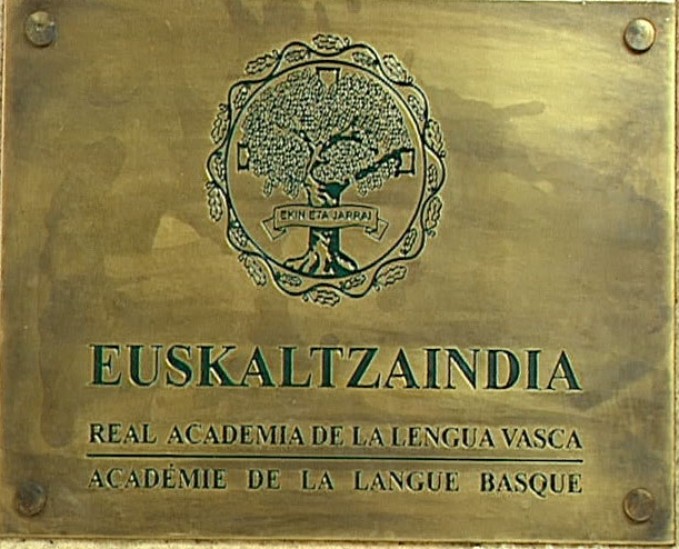 EKIN ETA JARRAI
EUSKALTZAINDIA
REAL ACADEMIA DE LA LENGUA VASCA
ACADÉMIE DE LA LANGUE BASQUE